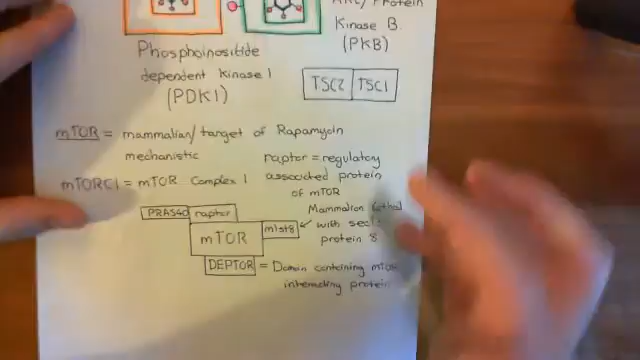 Kinase B
(PKB)
Phosphoinositide
dependent kinase 1
(PDK1)
TSC2 TSC1
mTOR = mammalian/target of Rapamycin
mechanistic
raptor = regulatory
associated protein
of mTOR
mTORC1 = mTOR Complex 1
PRAS40 raptor
mTOR
mlst8
Mammalian
with sec
protein 8
DEPTOR = Domain containing mTOR
interacting protein